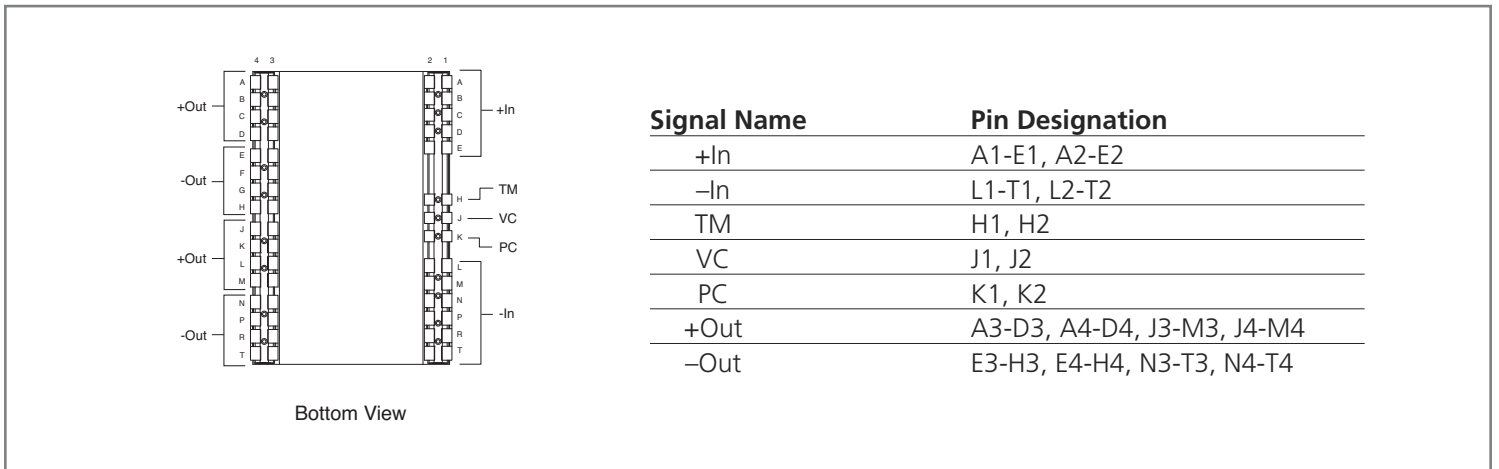 4 3 2 1
A A
B B
+Out +In
C C
D D
E E
F
-Out
G TM
H H
J J VC
K K PC
+Out
L L
M M
N N
P P -In
-Out
R R
T T
Bottom View
Signal Name Pin Designation
+In A1-E1, A2-E2
–In L1-T1, L2-T2
TM H1, H2
VC J1, J2
PC K1, K2
+Out A3-D3, A4-D4, J3-M3, J4-M4
–Out E3-H3, E4-H4, N3-T3, N4-T4